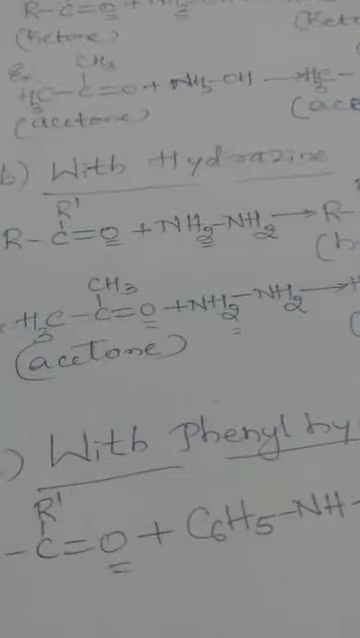 R-C=O +
(Ketone)
CH3
H3C-C=O + NH2-OH → H3C-
(acetone)
b) With Hydrazine
R'
R-C=O + NH2-NH2 → R-
CH3
H3C-C=O + NH2-NH2 →
(acetone)
) With Phenyl hy
R'
-C=O + C6H5-NH-